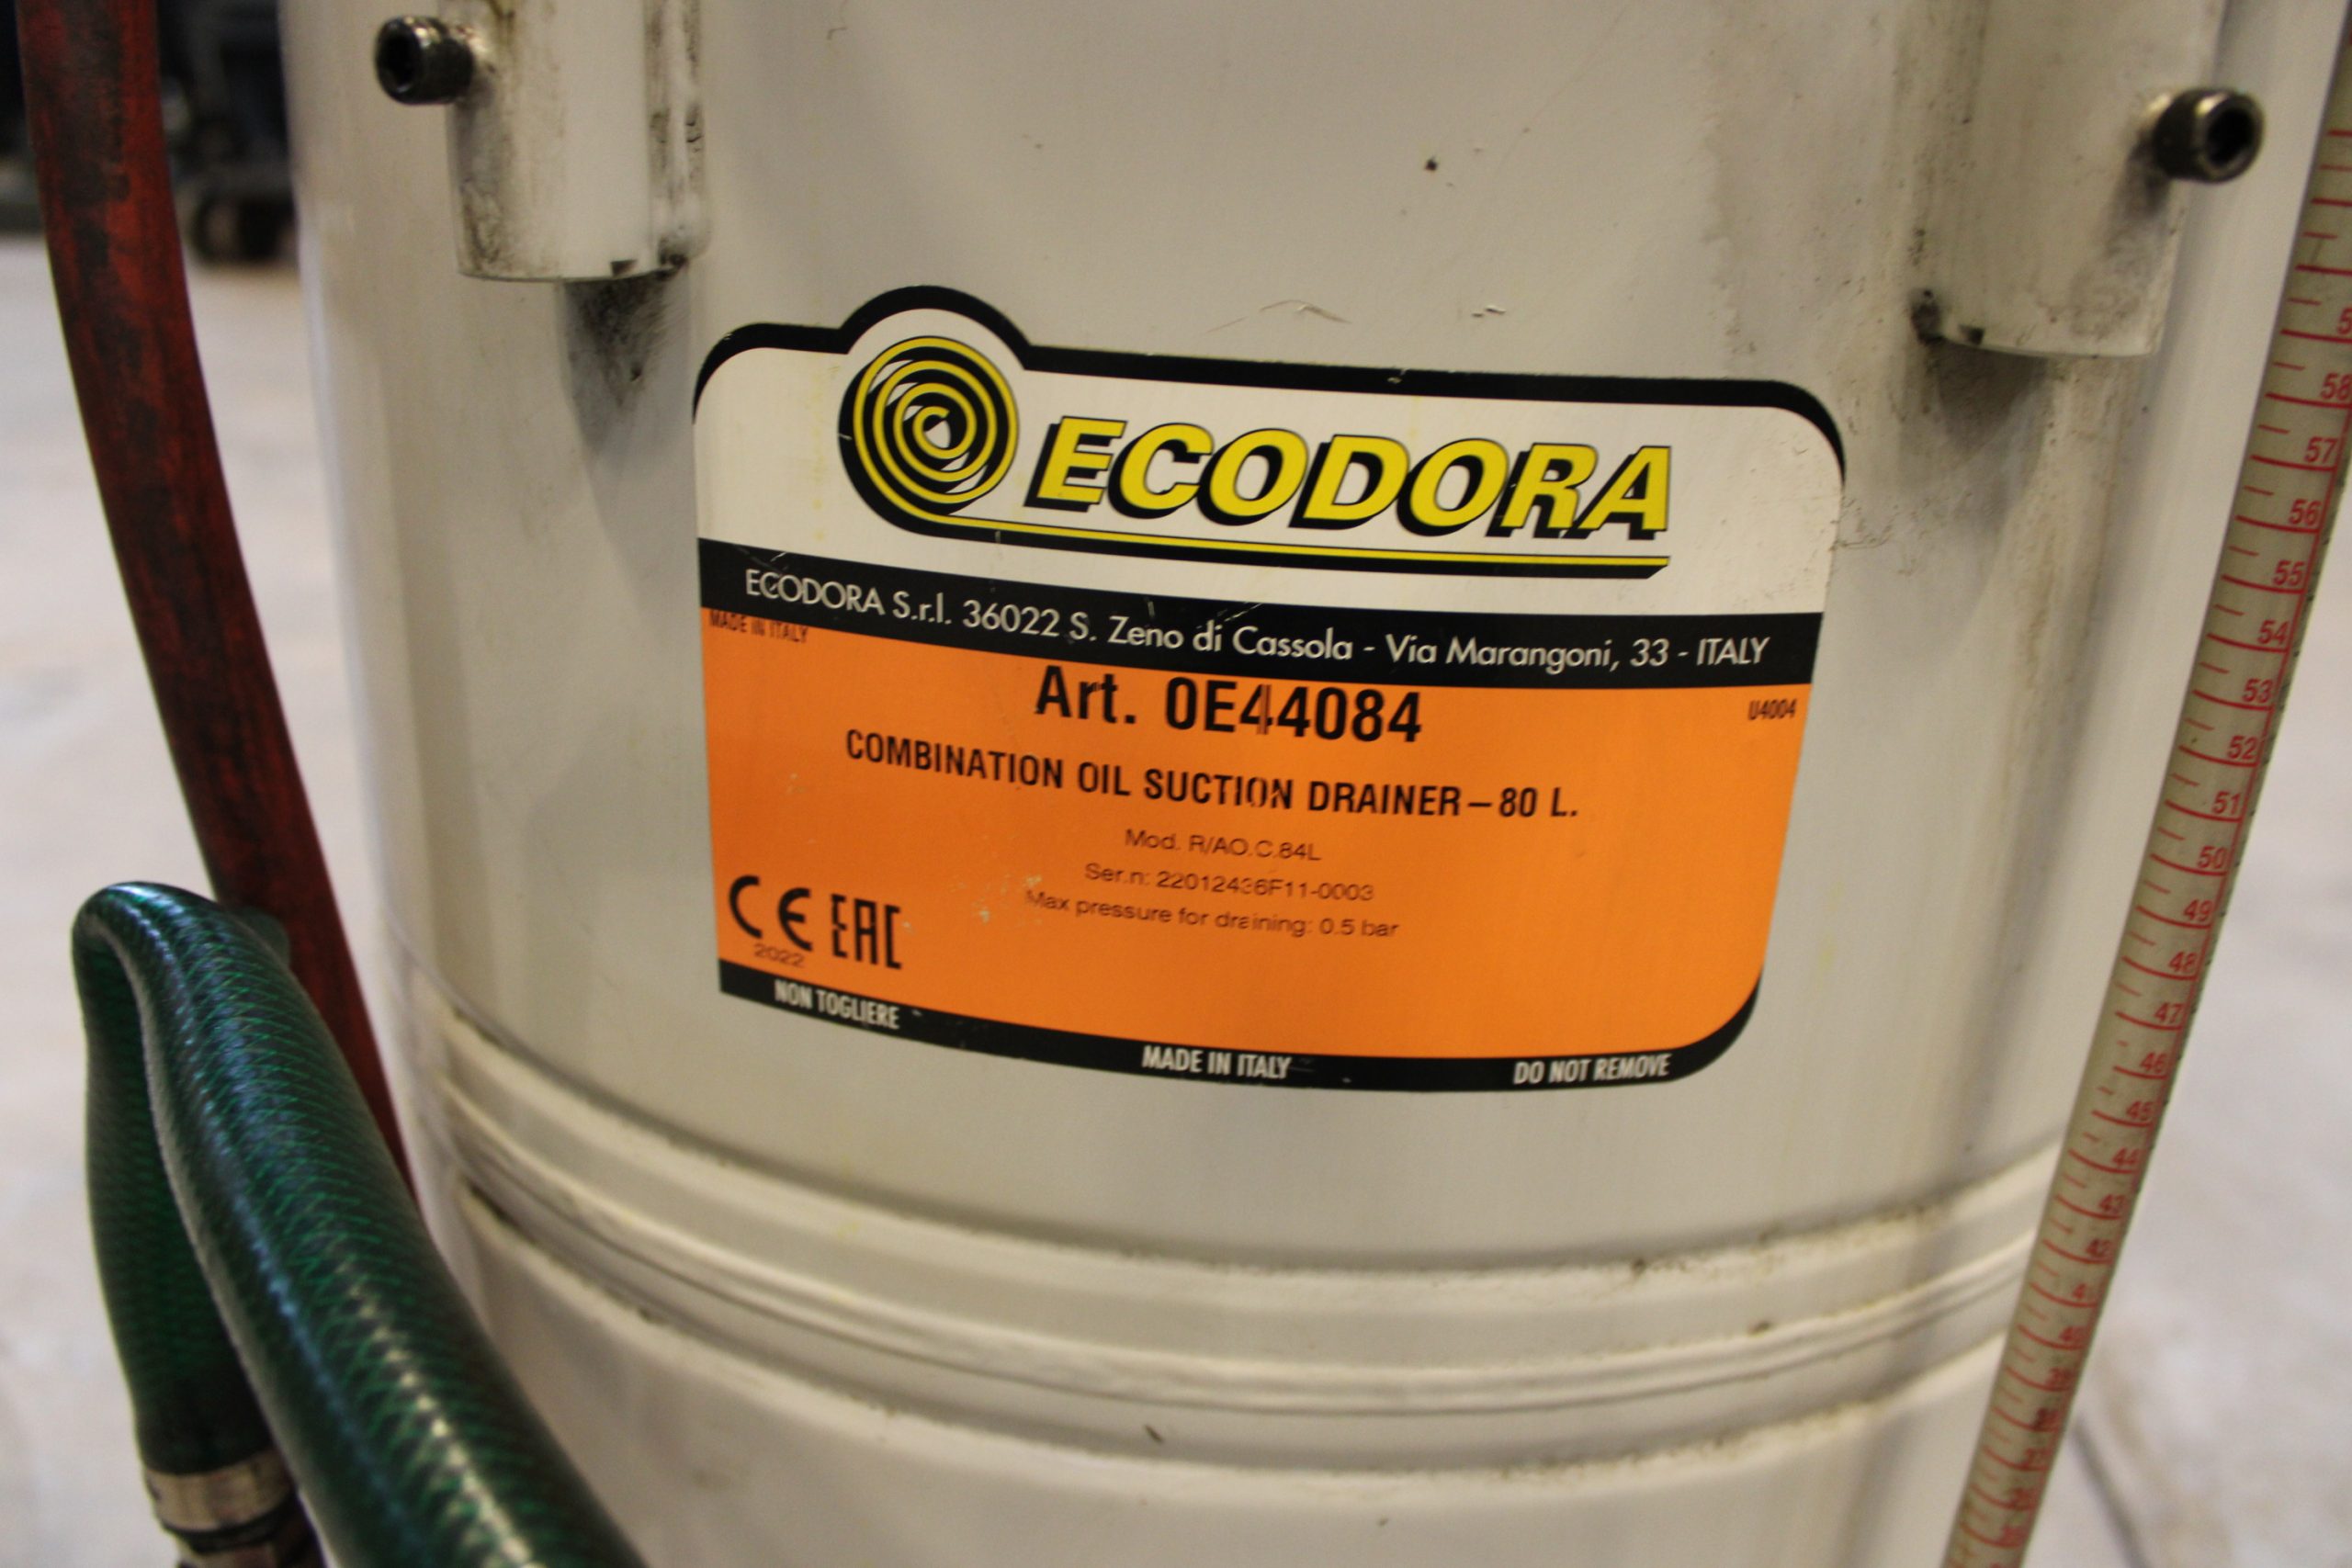 ECODORA
ECODORA S.r.l. 36022 S. Zeno di Cassola - Via Marangoni, 33 - ITALY
MADE IN ITALY
U4004
Art. 0E44084
COMBINATION OIL SUCTION DRAINER – 80 L.
Mod. R/AO.C.84L
Ser.n: 22012436F11-0003
Max pressure for draining: 0.5 bar
CE EAC
2022
NON TOGLIERE
MADE IN ITALY
DO NOT REMOVE
58
57
56
55
54
53
52
51
50
49
48
47
46
45
44
43
42
41
40
39